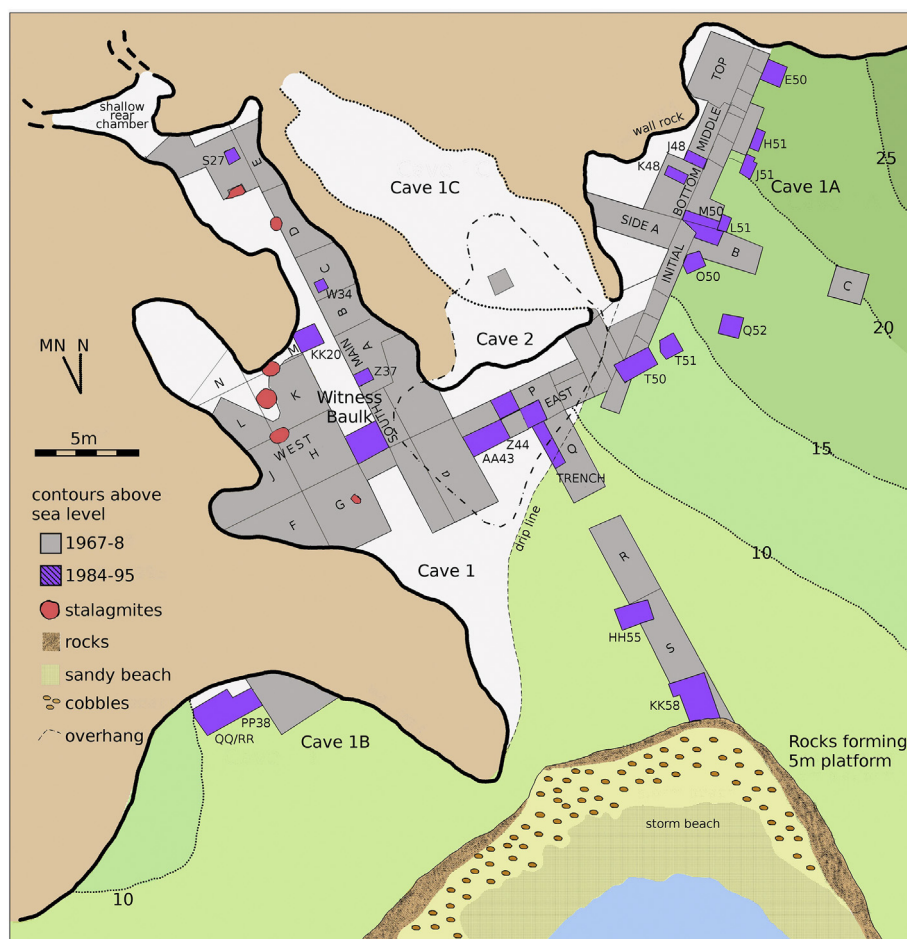 TOP
E50
shallow
rear
chamber
wall rock
MIDDLE
J48
H51
S27
E
K48
J51
25
Cave 1C
Cave 1A
BOTTOM
M50
L51
SIDE A
D
B
INITIAL
C
O50
C
W34
B
Q52
20
MN N
M
KK20
MAIN
A
Cave 2
T51
N
Z37
T50
K
Witness
Baulk
P
EAST
SOUTH
5m
L
WEST
H
Z44
AA43
Q
15
J
TRENCH
contours above
sea level
G
F
drip line
1967-8
10
R
1984-95
Cave 1
stalagmites
HH55
rocks
S
sandy beach
cobbles
KK58
PP38
overhang
QQ/RR
Cave 1B
Rocks forming
5m platform
storm beach
10